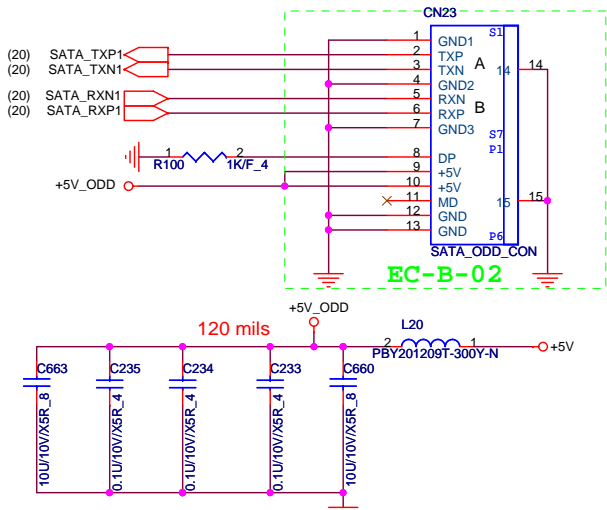 CN23
1 GND1 S1
(20) SATA_TXP1 2 TXP
(20) SATA_TXN1 3 TXN A 14 14
4 GND2
(20) SATA_RXN1 5 RXN B
(20) SATA_RXP1 6 RXP
7 GND3 S7
P1
1 2 8 DP
R100 1K/F_4 9 +5V
+5V_ODD 10 +5V
11 MD 15 15
12 GND
13 GND P6
SATA_ODD_CON
EC-B-02
+5V_ODD
120 mils L20
2 1 +5V
PBY201209T-300Y-N
C663 C235 C234 C233 C660
10U/10V/X5R_8 0.1U/10V/X5R_4 0.1U/10V/X5R_4 0.1U/10V/X5R_4 10U/10V/X5R_8